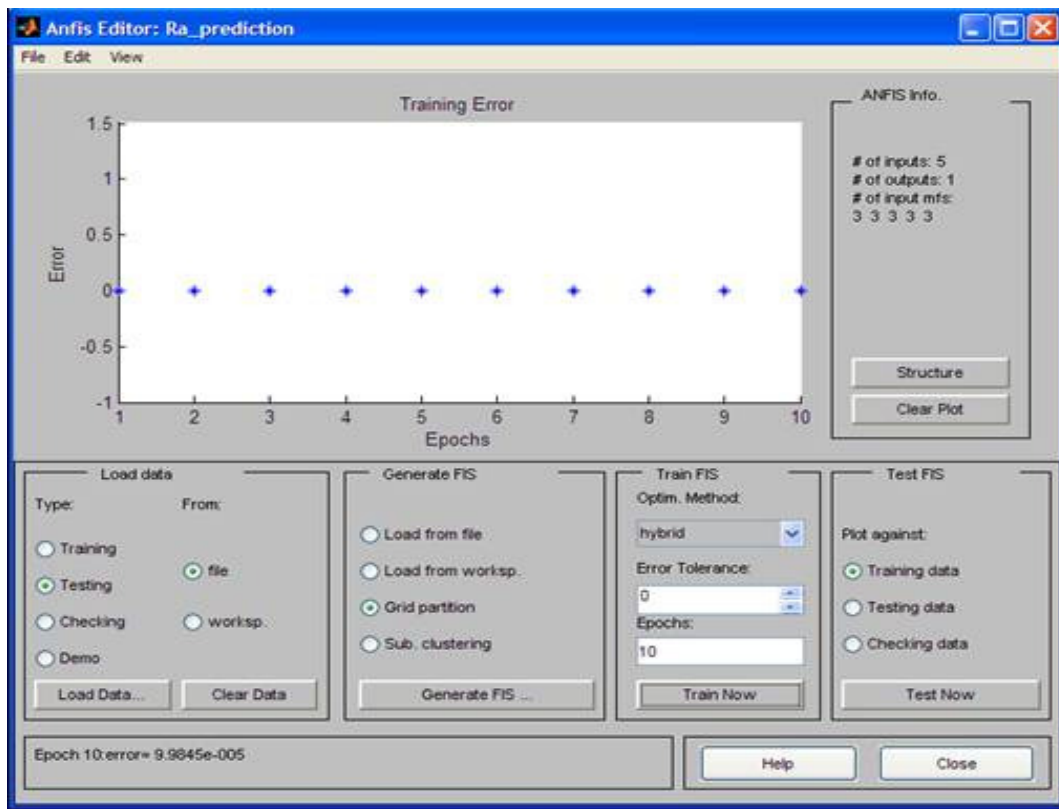 Anfis Editor: Ra_prediction
File Edit View
Training Error
1.5
1
0.5
0
-0.5
-1
Error
1 2 3 4 5 6 7 8 9 10
Epochs
ANFIS Info.
# of inputs: 5
# of outputs: 1
# of input mfs:
3 3 3 3 3
Structure
Clear Plot
Load data
Type: From:
Training
Testing
Checking
Demo
file
worksp.
Load Data...
Clear Data
Generate FIS
Load from file
Load from worksp.
Grid partition
Sub. clustering
Generate FIS ...
Train FIS
Optim. Method:
hybrid
Error Tolerance:
0
Epochs:
10
Train Now
Test FIS
Plot against:
Training data
Testing data
Checking data
Test Now
Epoch 10:error= 9.9845e-005
Help
Close